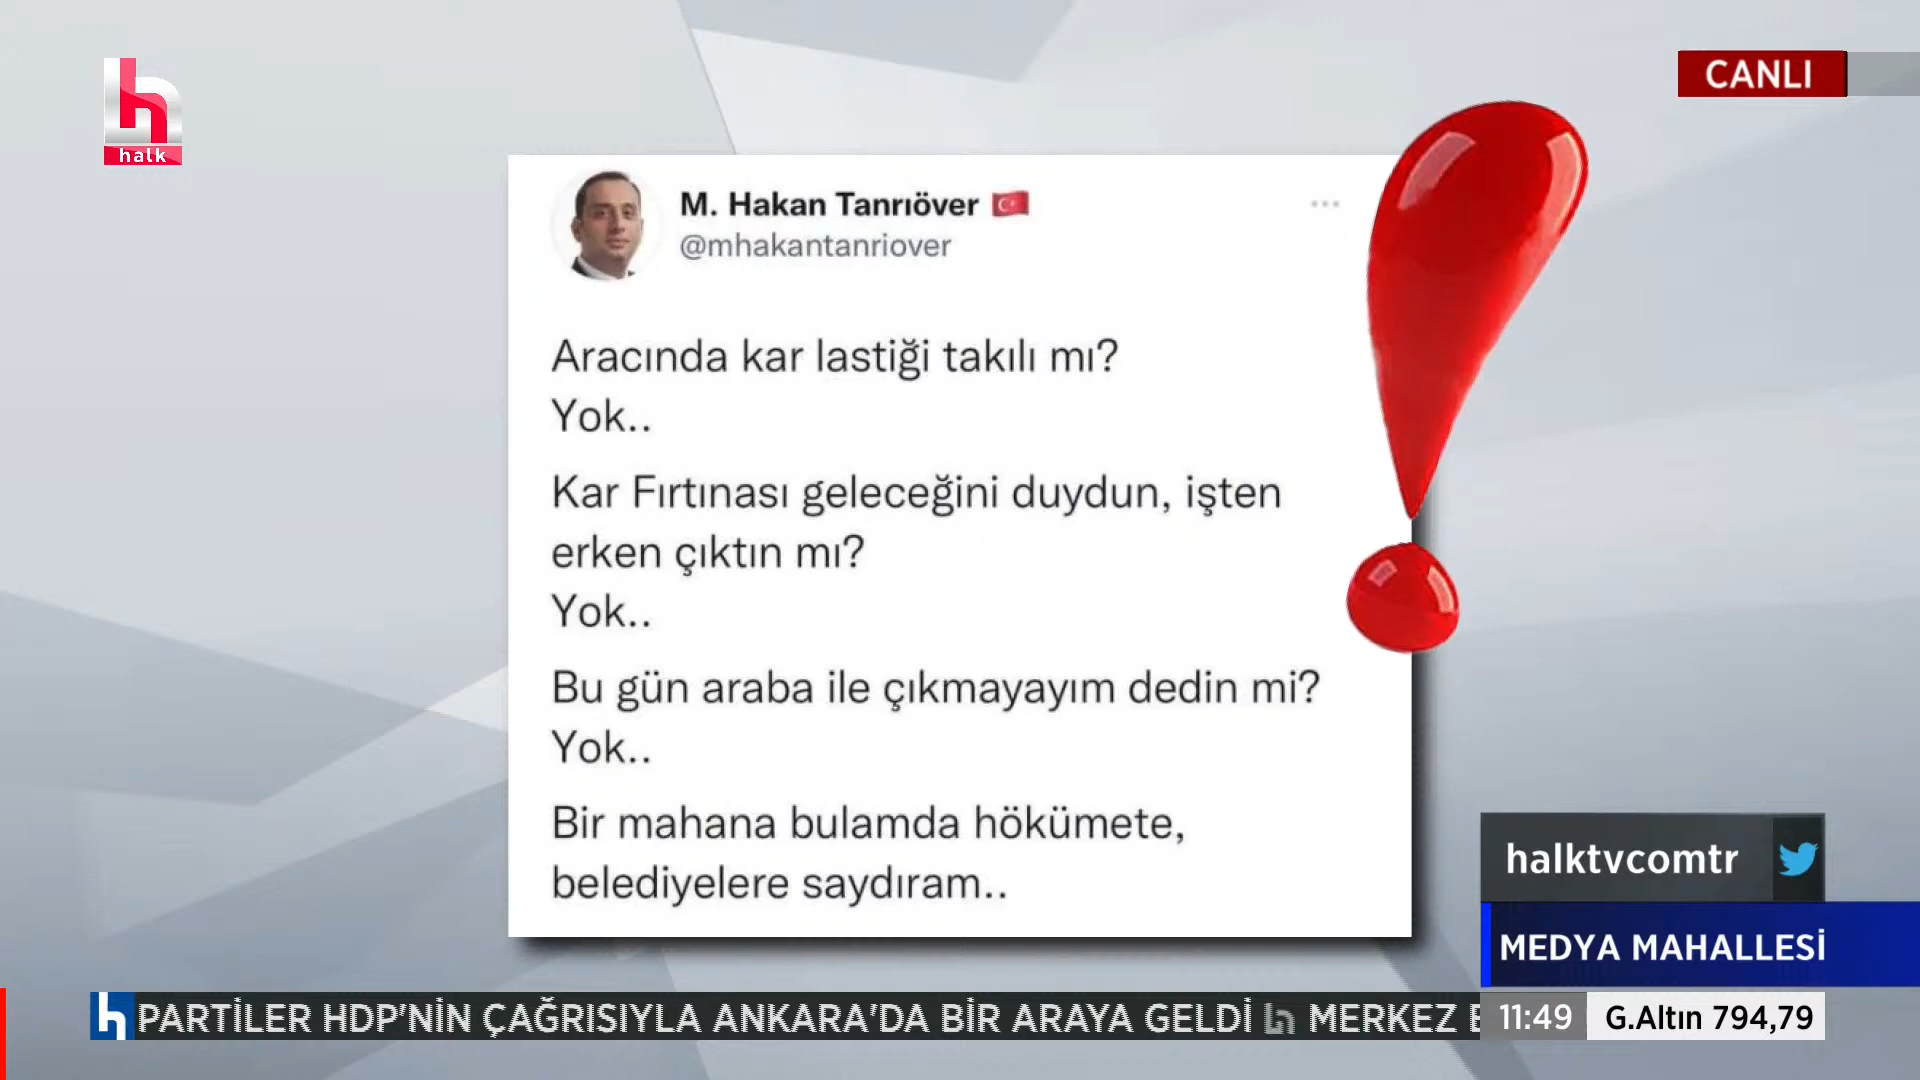 halk
CANLI
M. Hakan Tanrıöver
@mhakantanriover
Aracında kar lastiği takılı mı?
Yok..
Kar Fırtınası geleceğini duydun, işten
erken çıktın mı?
Yok..
Bu gün araba ile çıkmayayım dedin mi?
Yok..
Bir mahana bulamda hökümete,
belediyelere saydıram..
halktvcomtr
MEDYA MAHALLESİ
PARTİLER HDP'NİN ÇAĞRISIYLA ANKARA'DA BİR ARAYA GELDİ h MERKEZ
11:49 G.Altın 794,79